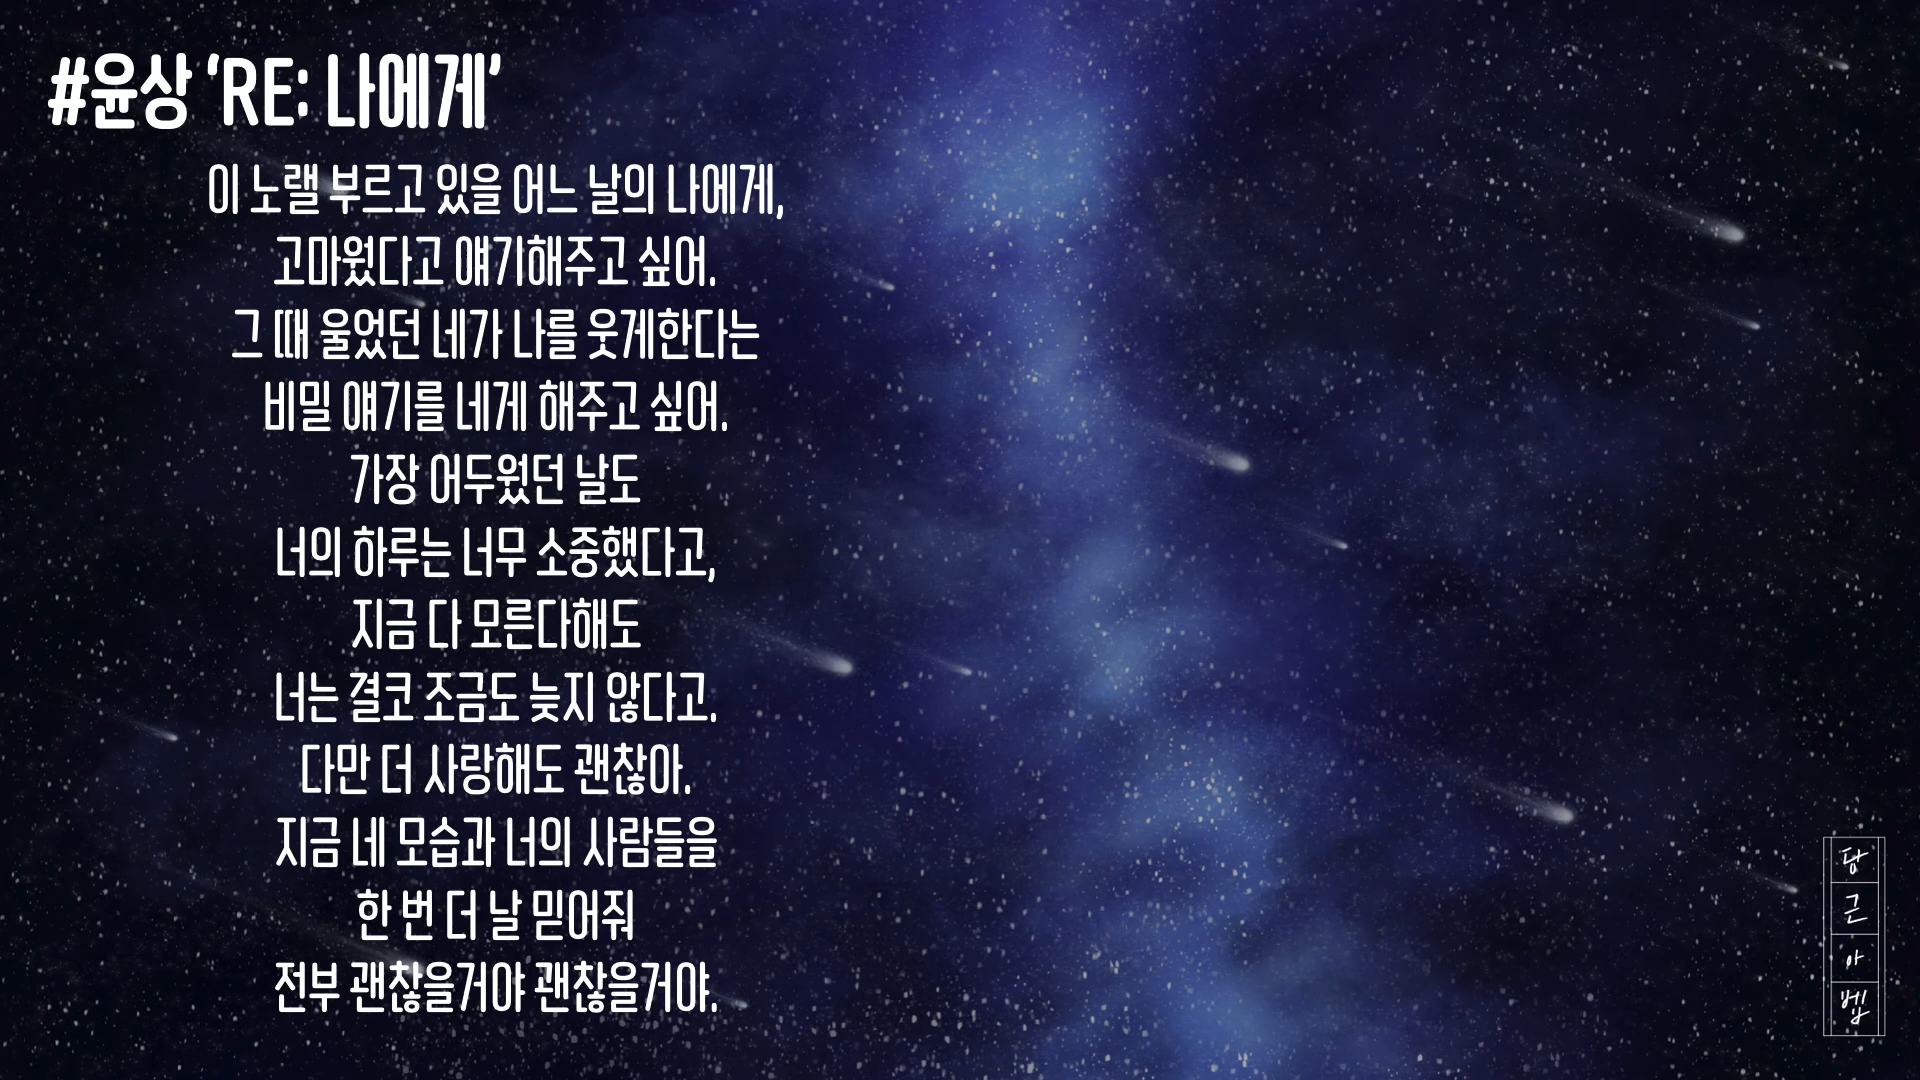 #윤상 ‘RE: 나에게’
이 노랠 부르고 있을 어느 날의 나에게,
고마웠다고 얘기해주고 싶어.
그 때 울었던 네가 나를 웃게한다는
비밀 얘기를 네게 해주고 싶어.
가장 어두웠던 날도
너의 하루는 너무 소중했다고,
지금 다 모른다해도
너는 결코 조금도 늦지 않다고.
다만 더 사랑해도 괜찮아.
지금 네 모습과 너의 사람들을
한 번 더 날 믿어줘
전부 괜찮을거야 괜찮을거야.
당
근
아
벱